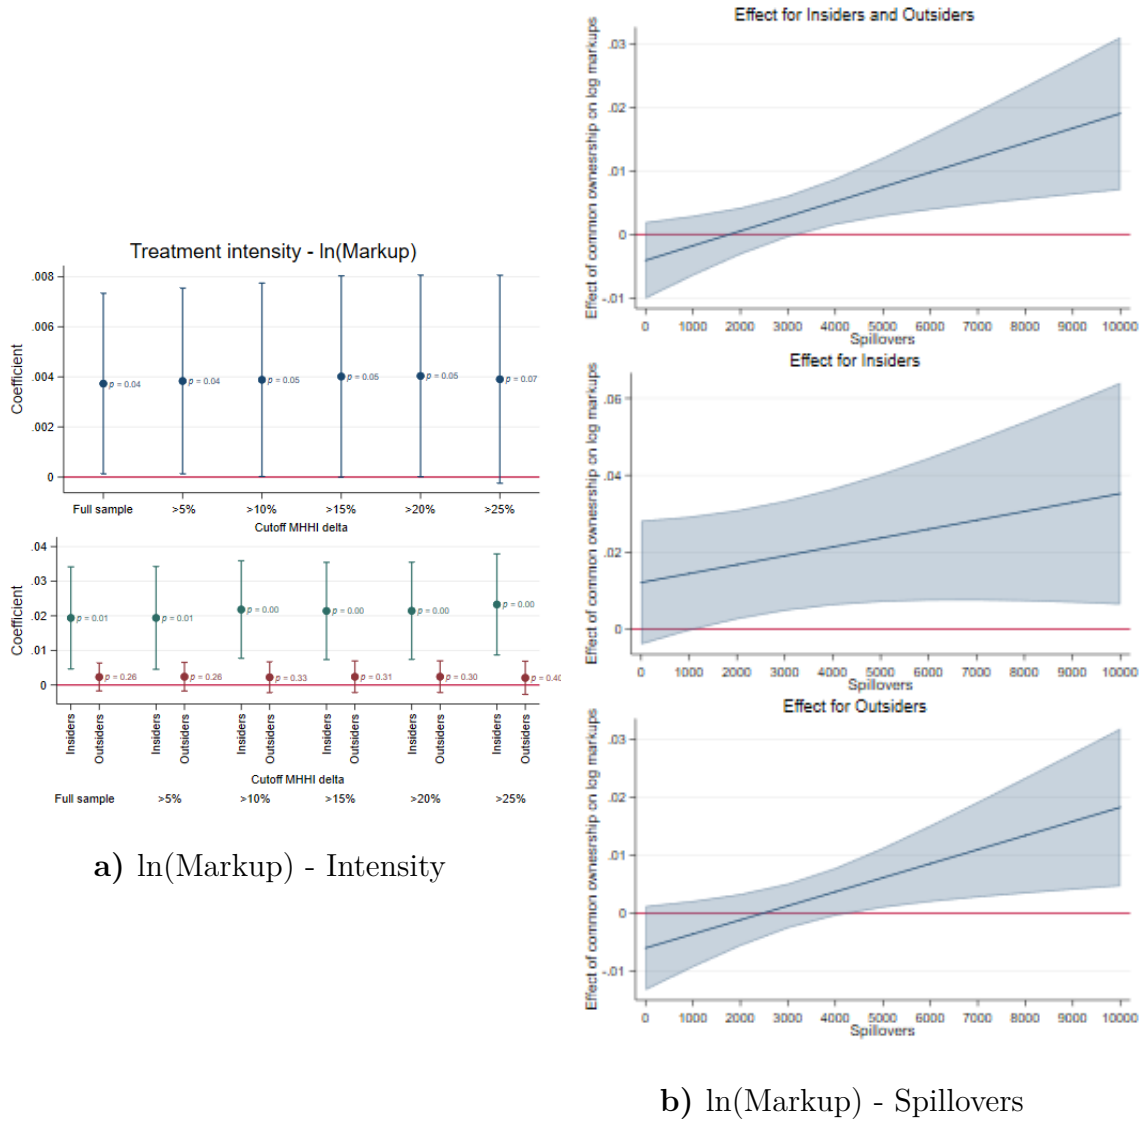 Treatment intensity - ln(Markup)
Coefficient
.008
.006
.004
.002
0
p = 0.04
p = 0.04
p = 0.05
p = 0.05
p = 0.05
p = 0.07
Full sample >5% >10% >15% >20% >25%
Cutoff MHHI delta
Coefficient
.04
.03
.02
.01
0
p = 0.01
p = 0.26
p = 0.01
p = 0.26
p = 0.00
p = 0.33
p = 0.00
p = 0.31
p = 0.00
p = 0.30
p = 0.00
p = 0.40
Insiders Outsiders Insiders Outsiders Insiders Outsiders Insiders Outsiders Insiders Outsiders Insiders Outsiders
Cutoff MHHI delta
Full sample >5% >10% >15% >20% >25%
a) ln(Markup) - Intensity
Effect for Insiders and Outsiders
Effect of common ownesrship on log markups
.03
.02
.01
0
-.01
0 1000 2000 3000 4000 5000 6000 7000 8000 9000 10000
Spillovers
Effect for Insiders
Effect of common ownesrship on log markups
.06
.04
.02
0
0 1000 2000 3000 4000 5000 6000 7000 8000 9000 10000
Spillovers
Effect for Outsiders
Effect of common ownesrship on log markups
.03
.02
.01
0
-.01
0 1000 2000 3000 4000 5000 6000 7000 8000 9000 10000
Spillovers
b) ln(Markup) - Spillovers